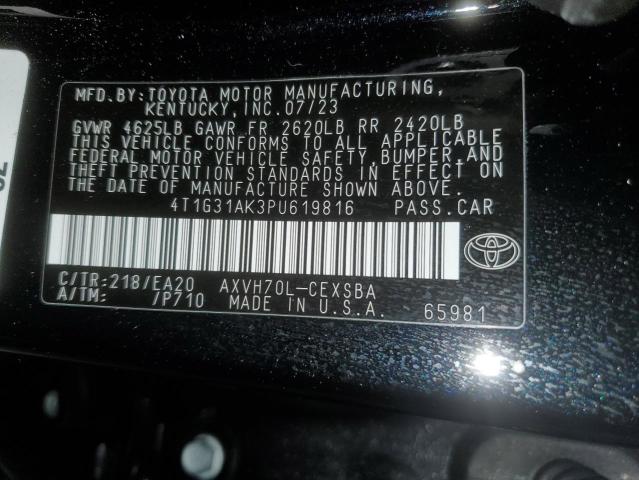 MFD.BY:TOYOTA MOTOR MANUFACTURING,
KENTUCKY,INC.07/23
GVWR 4625LB GAWR FR 2620LB RR 2420LB
THIS VEHICLE CONFORMS TO ALL APPLICABLE
FEDERAL MOTOR VEHICLE SAFETY,BUMPER,AND
THEFT PREVENTION STANDARDS IN EFFECT ON
THE DATE OF MANUFACTURE SHOWN ABOVE.
4T1G31AK3PU619816 PASS.CAR
C/TR:218/EA20 AXVH70L-CEXSBA
A/TM: /P710 MADE IN U.S.A. 65981